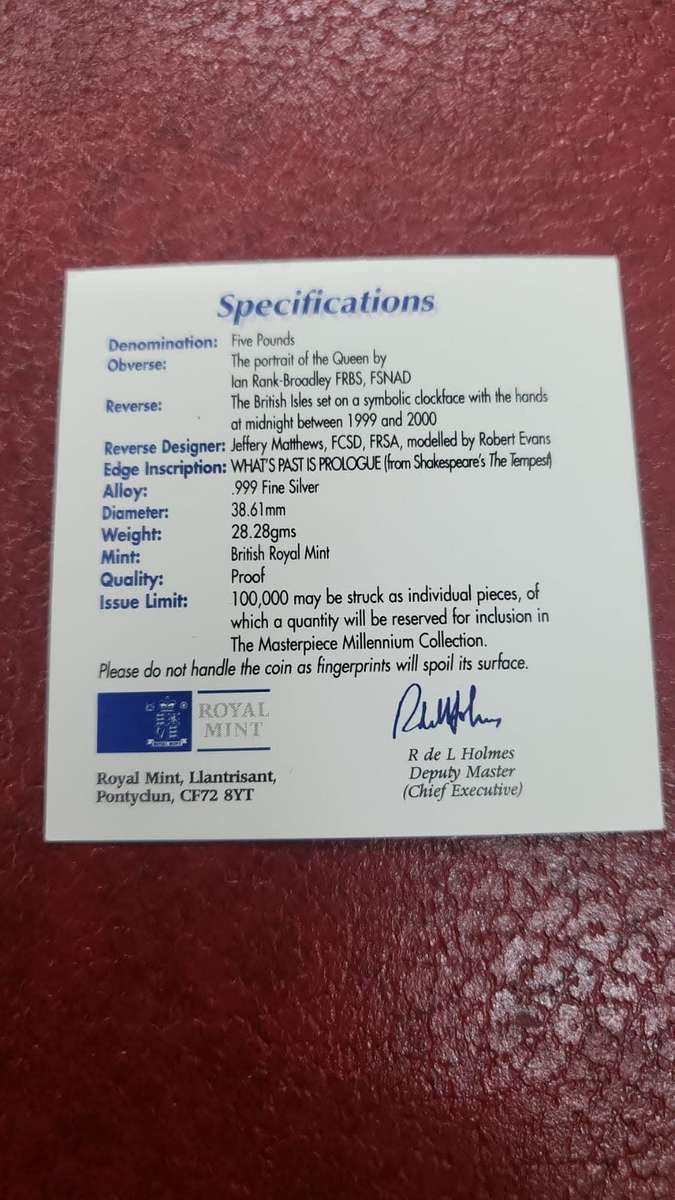 Specifications
Denomination: Five Pounds
Obverse: The portrait of the Queen by
Ian Rank-Broadley FRBS, FSNAD
Reverse: The British Isles set on a symbolic clockface with the hands
at midnight between 1999 and 2000
Reverse Designer: Jeffery Matthews, FCSD, FRSA, modelled by Robert Evans
Edge Inscription: WHAT'S PAST IS PROLOGUE (from Shakespeare's The Tempest)
Alloy: .999 Fine Silver
Diameter: 38.61mm
Weight: 28.28gms
Mint: British Royal Mint
Quality: Proof
Issue Limit: 100,000 may be struck as individual pieces, of
which a quantity will be reserved for inclusion in
The Masterpiece Millennium Collection.
Please do not handle the coin as fingerprints will spoil its surface.
ROYAL
MINT
ROYAL MINT
R de L Holmes
Deputy Master
(Chief Executive)
Royal Mint, Llantrisant,
Pontyclun, CF72 8YT